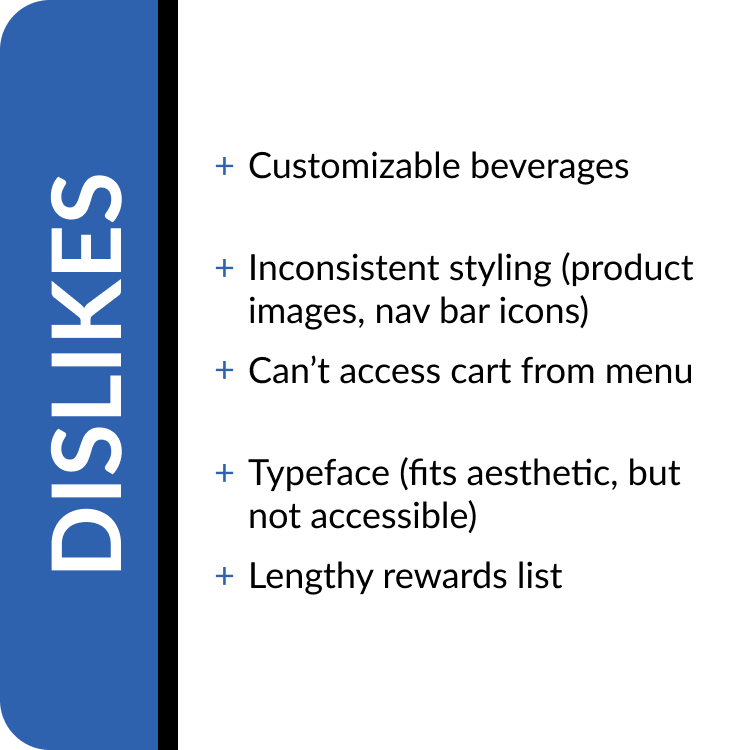 DISLIKES
+ Customizable beverages
+ Inconsistent styling (product
images, nav bar icons)
+ Can’t access cart from menu
+ Typeface (fits aesthetic, but
not accessible)
+ Lengthy rewards list